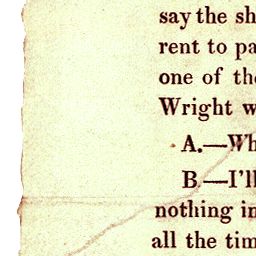 say the sh
rent to pa
one of the
Wright w
A.—Wh
B.—I'll
nothing in
all the tim